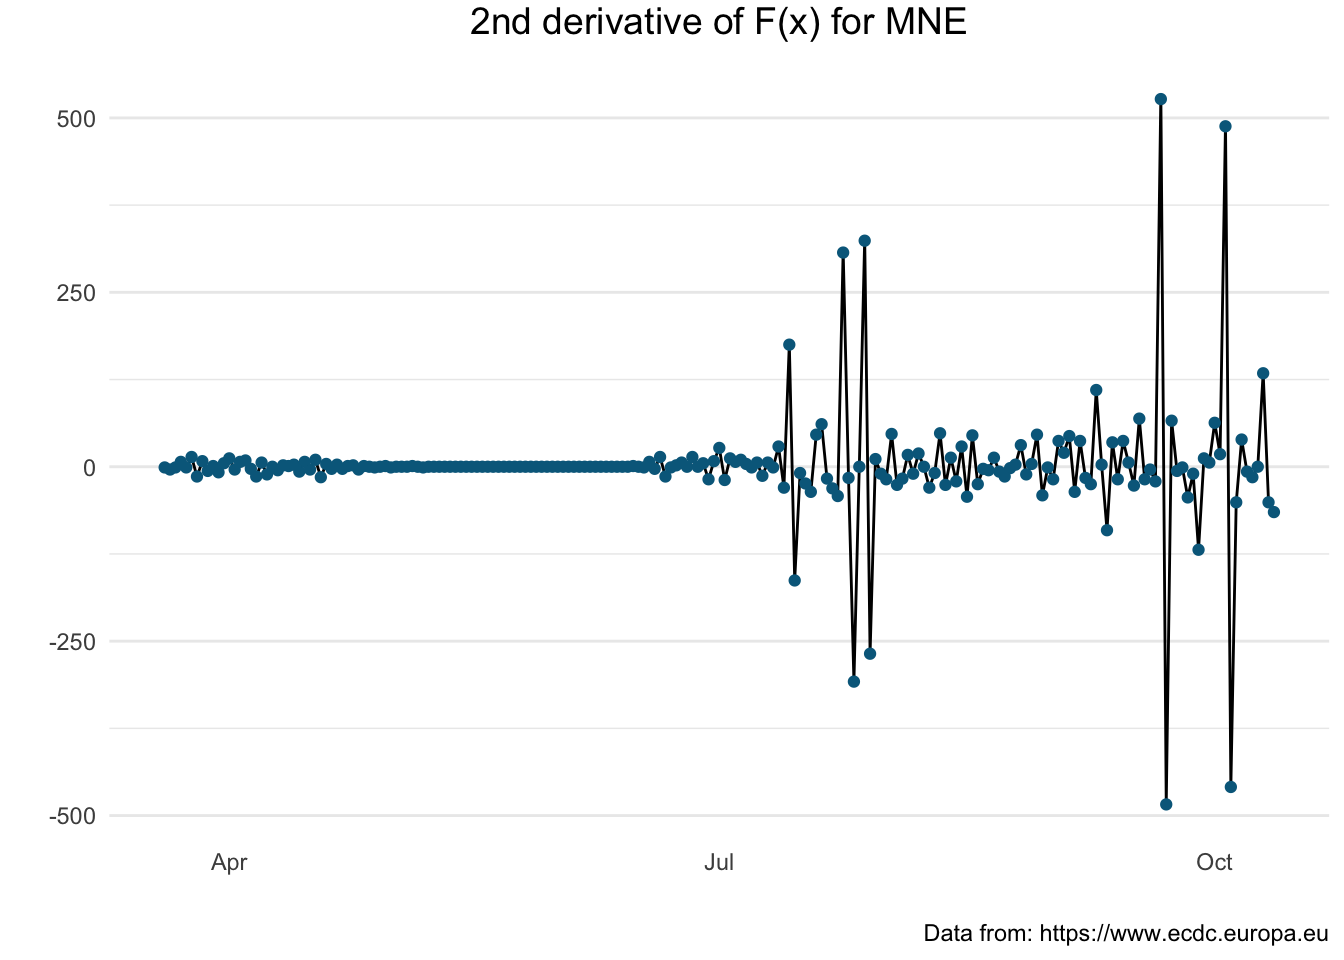 2nd derivative of F(x) for MNE
500
250
0
-250
-500
Apr Jul Oct
Data from: https://www.ecdc.europa.eu